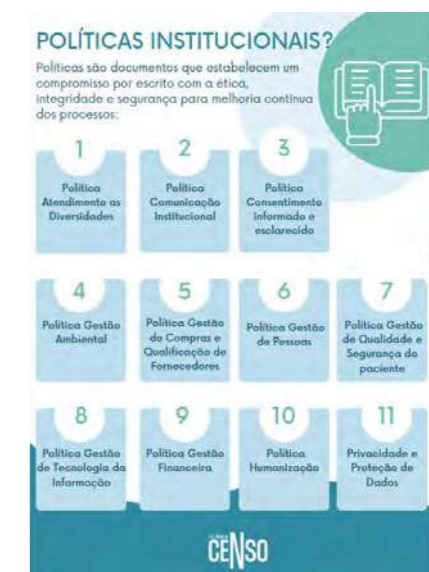 POLÍTICAS INSTITUCIONAIS?
Políticas são documentos que estabelecem um
compromisso por escrito com a ética,
integridade e segurança para melhoria contínua
dos processos:
1
Política
Atendimento as
Diversidades
2
Política
Comunicação
Institucional
3
Política
Consentimento
informado e
esclarecido
4
Política Gestão
Ambiental
5
Política Gestão
de Compras e
Qualificação de
Fornecedores
6
Política Gestão
de Pessoas
7
Política Gestão
de Qualidade e
Segurança do
paciente
8
Política Gestão
de Tecnologia da
Informação
9
Política Gestão
Financeira
10
Política
Humanização
11
Privacidade e
Proteção de
Dados
CENSO